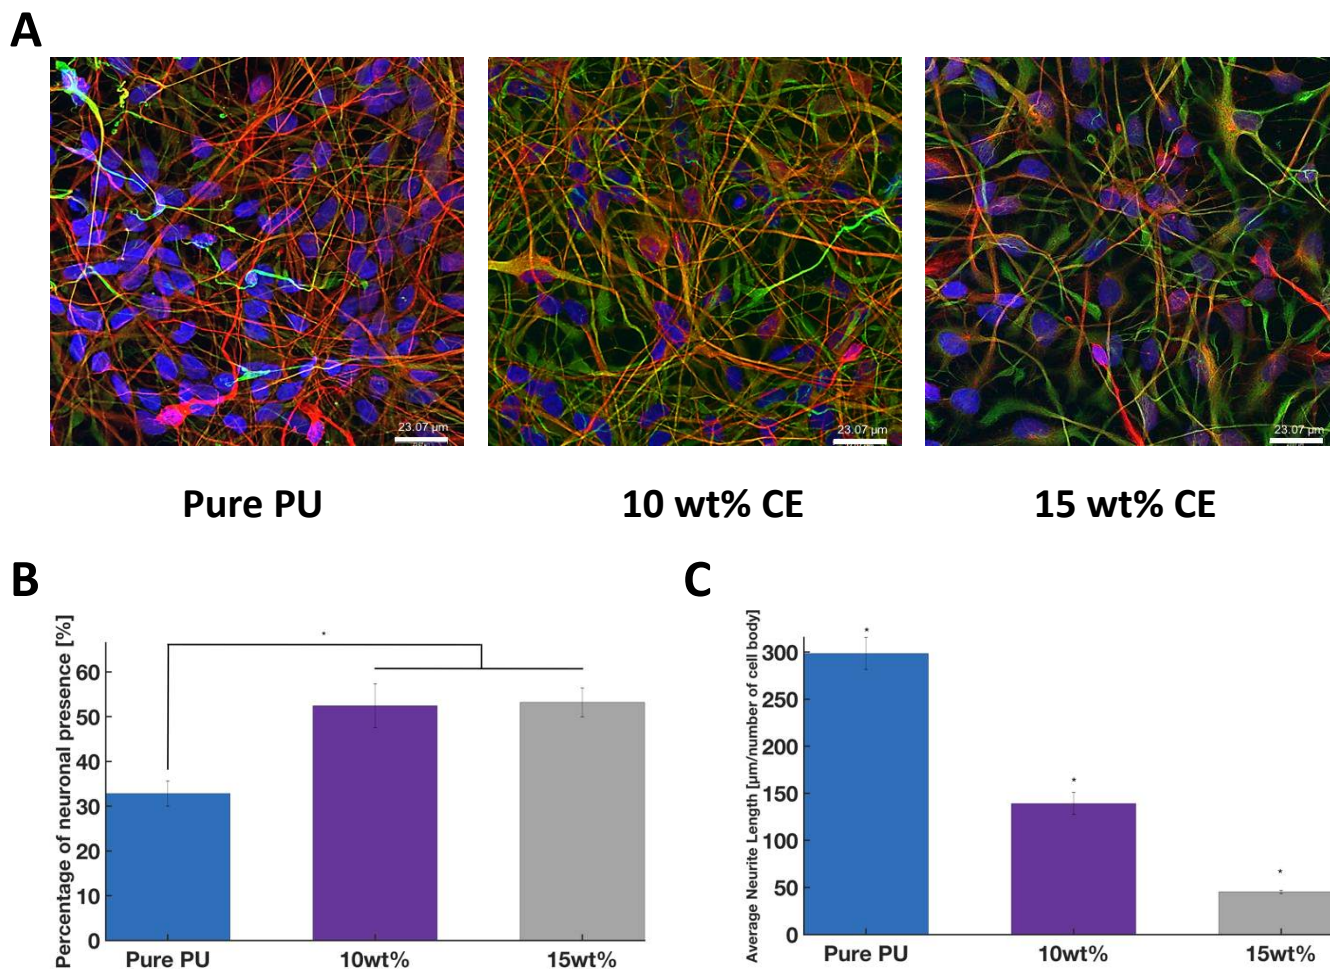 A
23.07 µm
23.07 µm
23.07 µm
Pure PU
10 wt% CE
15 wt% CE
B
Percentage of neuronal presence [%]
60
50
40
30
20
10
0
*
Pure PU
10wt%
15wt%
C
Average Neurite Length [µm/number of cell body]
300
250
200
150
100
50
0
*
*
*
Pure PU
10wt%
15wt%